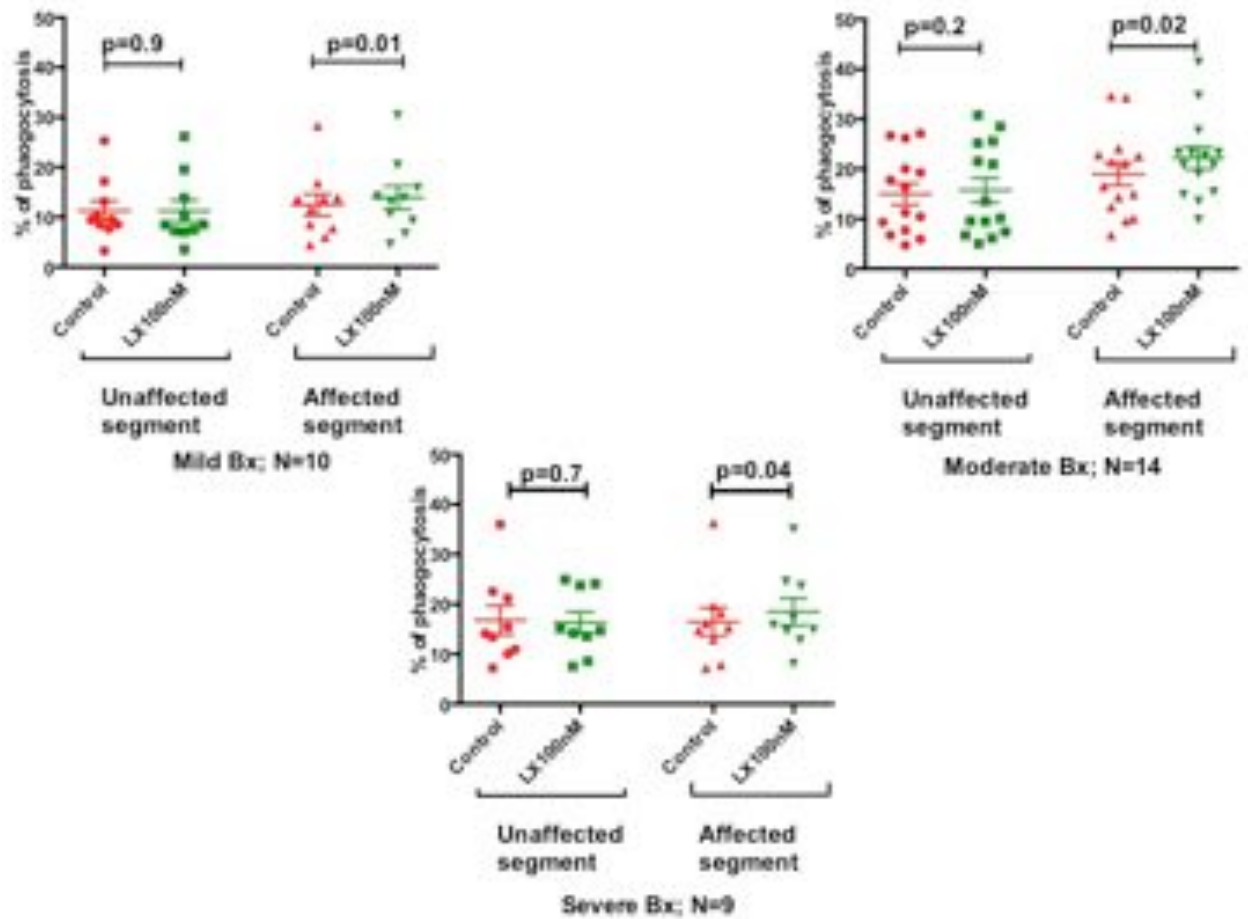 50
40
30
20
10
0
% of phaogocytosis
p=0.9
p=0.01
Control
LX100nM
Control
LX100nM
Unaffected
segment
Affected
segment
Mild Bx; N=10
50
40
30
20
10
0
% of phaogocytosis
p=0.2
p=0.02
Control
LX100nM
Control
LX100nM
Unaffected
segment
Affected
segment
Moderate Bx; N=14
50
40
30
20
10
0
% of phaogocytosis
p=0.7
p=0.04
Control
LX100nM
Control
LX100nM
Unaffected
segment
Affected
segment
Severe Bx; N=9